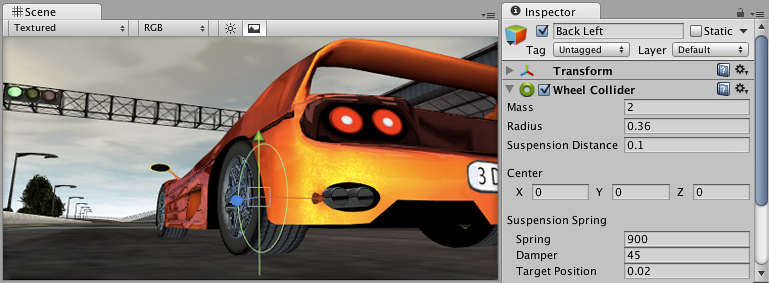 Scene
Textured
RGB
3D
Inspector
Back Left
Static
Tag Untagged Layer Default
Transform
Wheel Collider
Mass 2
Radius 0.36
Suspension Distance 0.1
Center
X 0 Y 0 Z 0
Suspension Spring
Spring 900
Damper 45
Target Position 0.02